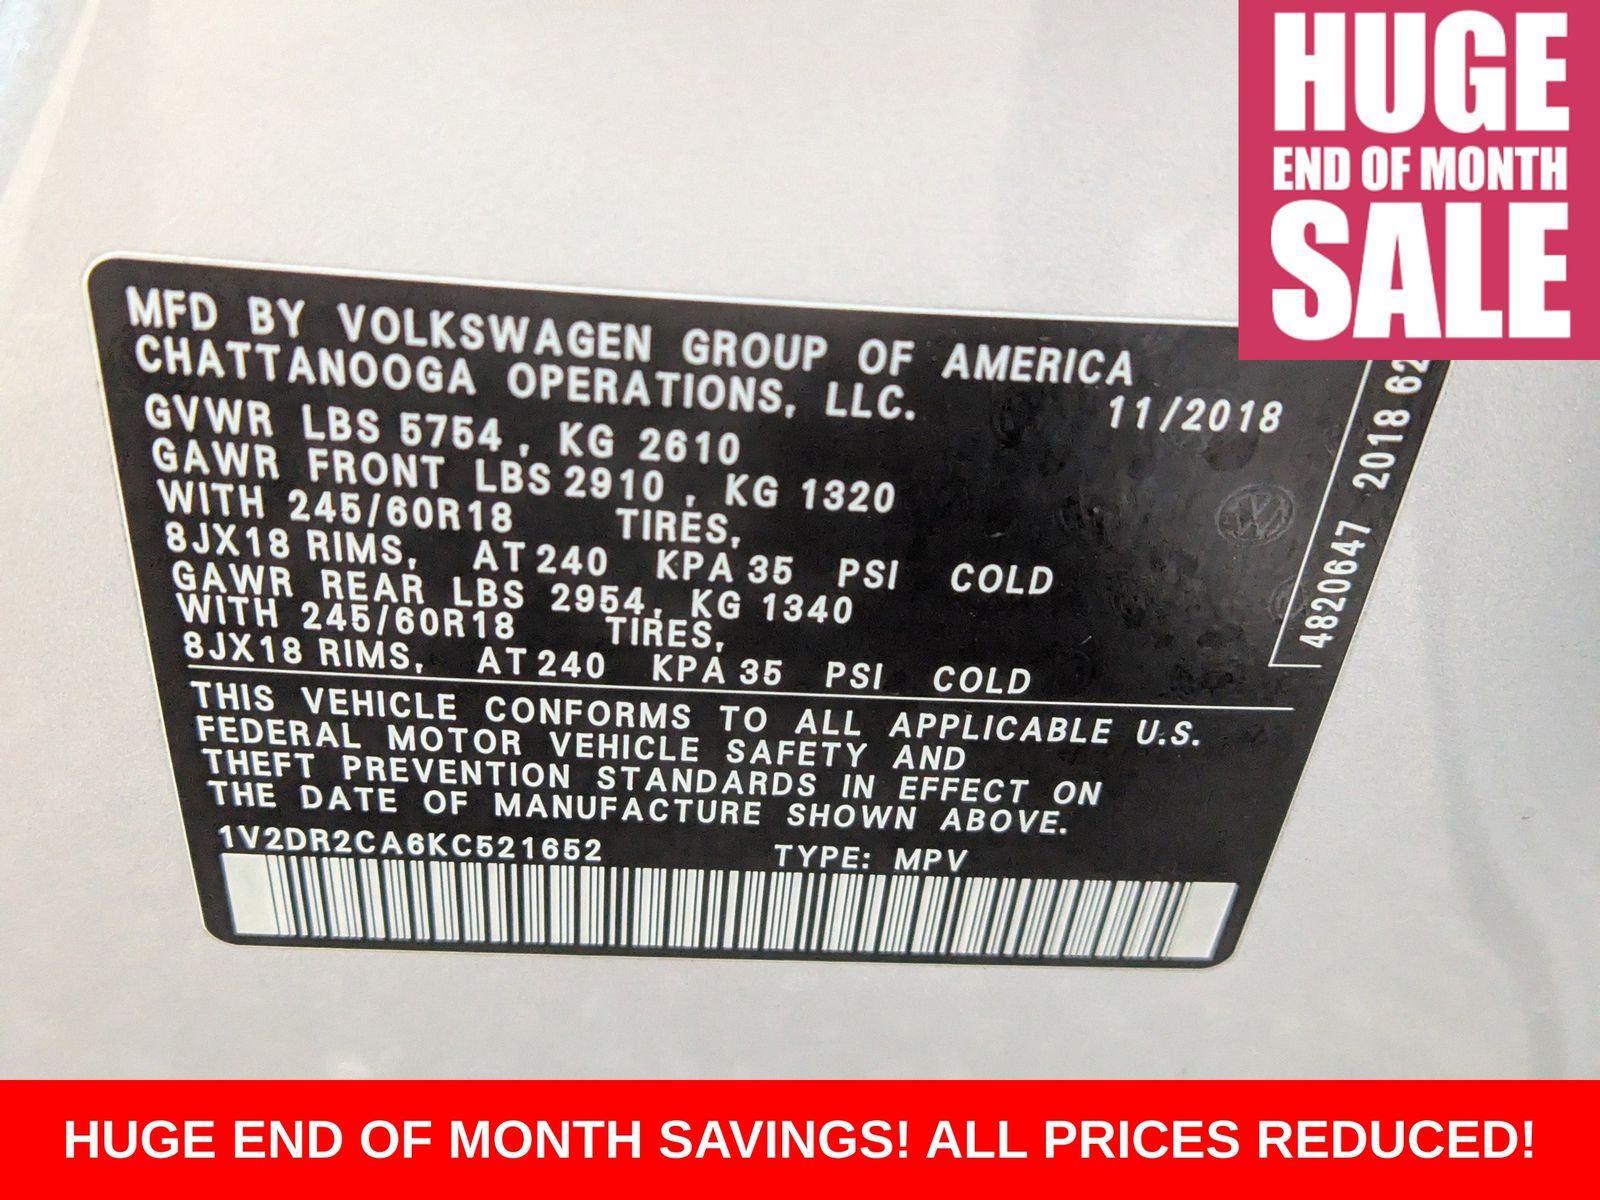 HUGE
END OF MONTH
SALE
MFD BY VOLKSWAGEN GROUP OF AMERICA
CHATTANOOGA OPERATIONS, LLC.
11/2018
GVWR LBS 5754, KG 2610
GAWR FRONT LBS 2910, KG 1320
WITH 245/60R18 TIRES,
8JX18 RIMS, AT 240 KPA 35 PSI COLD
GAWR REAR LBS 2954, KG 1340
WITH 245/60R18 TIRES,
8JX18 RIMS, AT 240 KPA 35 PSI COLD
THIS VEHICLE CONFORMS TO ALL APPLICABLE U.S.
FEDERAL MOTOR VEHICLE SAFETY AND
THEFT PREVENTION STANDARDS IN EFFECT ON
THE DATE OF MANUFACTURE SHOWN ABOVE.
1V2DR2CA6KC521652 TYPE: MPV
4820647 2018
HUGE END OF MONTH SAVINGS! ALL PRICES REDUCED!